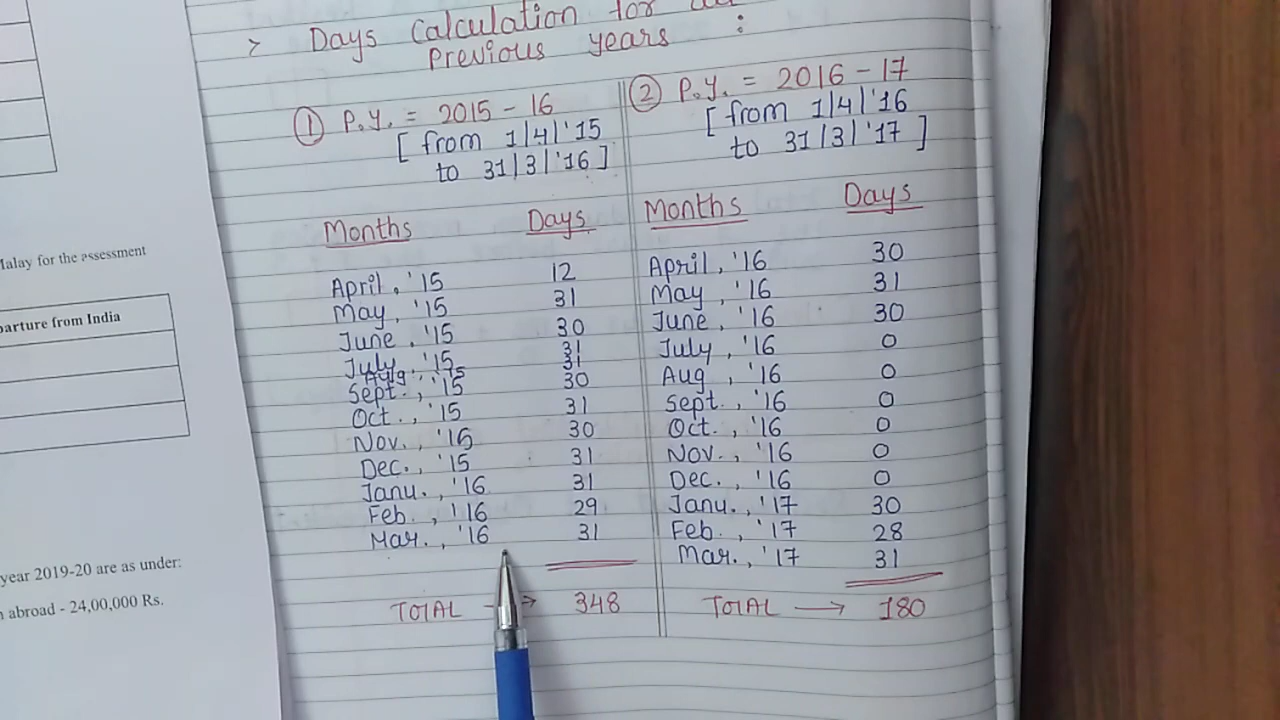 > Days Calculation for
Previous years :
① P.Y. = 2015 - 16
[ from 1/4/'15
to 31/3/'16 ]
Months Days
April, '15 12
May, '15 31
June, '15 30
July, '15 31
Aug., '15 31
Sept., '15 30
Oct., '15 31
Nov., '15 30
Dec., '15 31
Janu., '16 31
Feb., '16 29
Mar., '16 31
TOTAL → 348
② P.Y. = 2016 - 17
[ from 1/4/'16
to 31/3/'17 ]
Months Days
April, '16 30
May, '16 31
June, '16 30
July, '16 0
Aug, '16 0
Sept., '16 0
Oct., '16 0
Nov., '16 0
Dec., '16 0
Janu., '17 30
Feb., '17 28
Mar., '17 31
TOTAL → 180
Malay for the assessment
parture from India
year 2019-20 are as under:
abroad - 24,00,000 Rs.